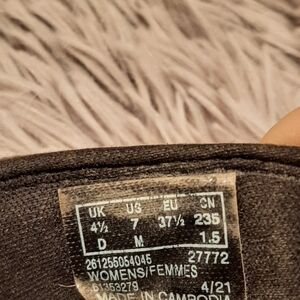 UK US EU CN
4½ 7 37½ 235
D M 1.5
261255054045 27772
WOMENS/FEMMES
61353279 4/21
MADE IN CAMBODIA